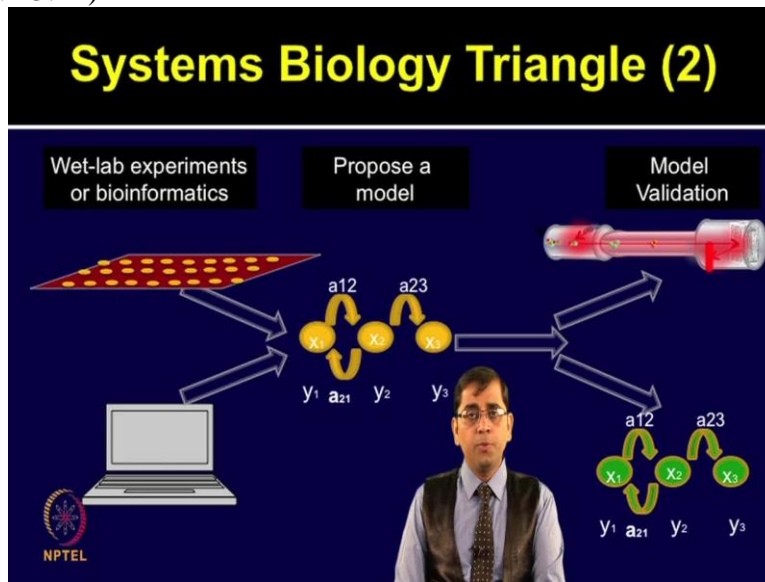 Systems Biology Triangle (2)
Wet-lab experiments
or bioinformatics
Propose a
model
Model
Validation
a12 a23
x1 x2 x3
y1 a21 y2 y3
a12 a23
x1 x2 x3
y1 a21 y2 y3
NPTEL